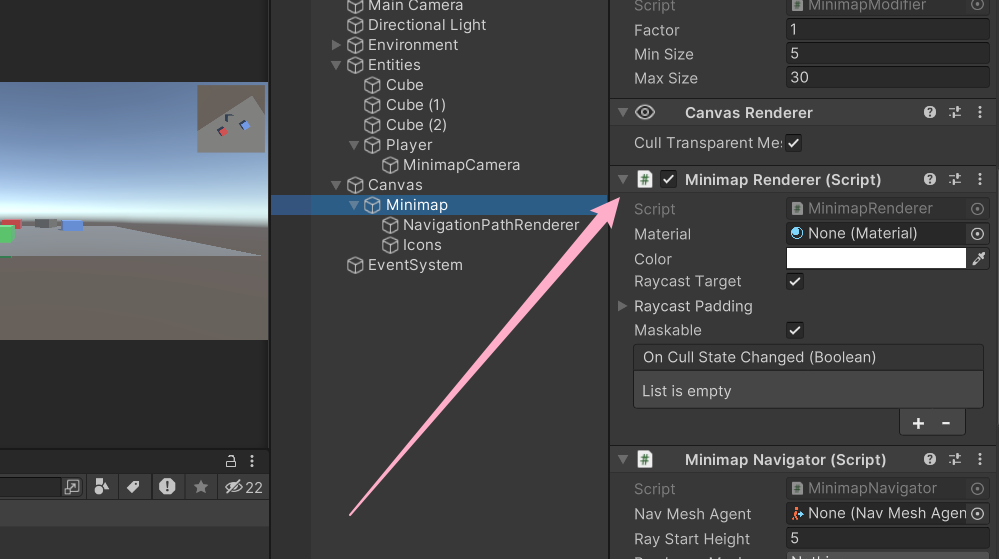 Main Camera
Directional Light
Environment
Entities
Cube
Cube (1)
Cube (2)
Player
MinimapCamera
Canvas
Minimap
NavigationPathRenderer
Icons
EventSystem
22
Script MinimapModifier
Factor 1
Min Size 5
Max Size 30
Canvas Renderer
Cull Transparent Me
Minimap Renderer (Script)
Script MinimapRenderer
Material None (Material)
Color
Raycast Target
Raycast Padding
Maskable
On Cull State Changed (Boolean)
List is empty
+ -
Minimap Navigator (Script)
Script MinimapNavigator
Nav Mesh Agent None (Nav Mesh Agen
Ray Start Height 5